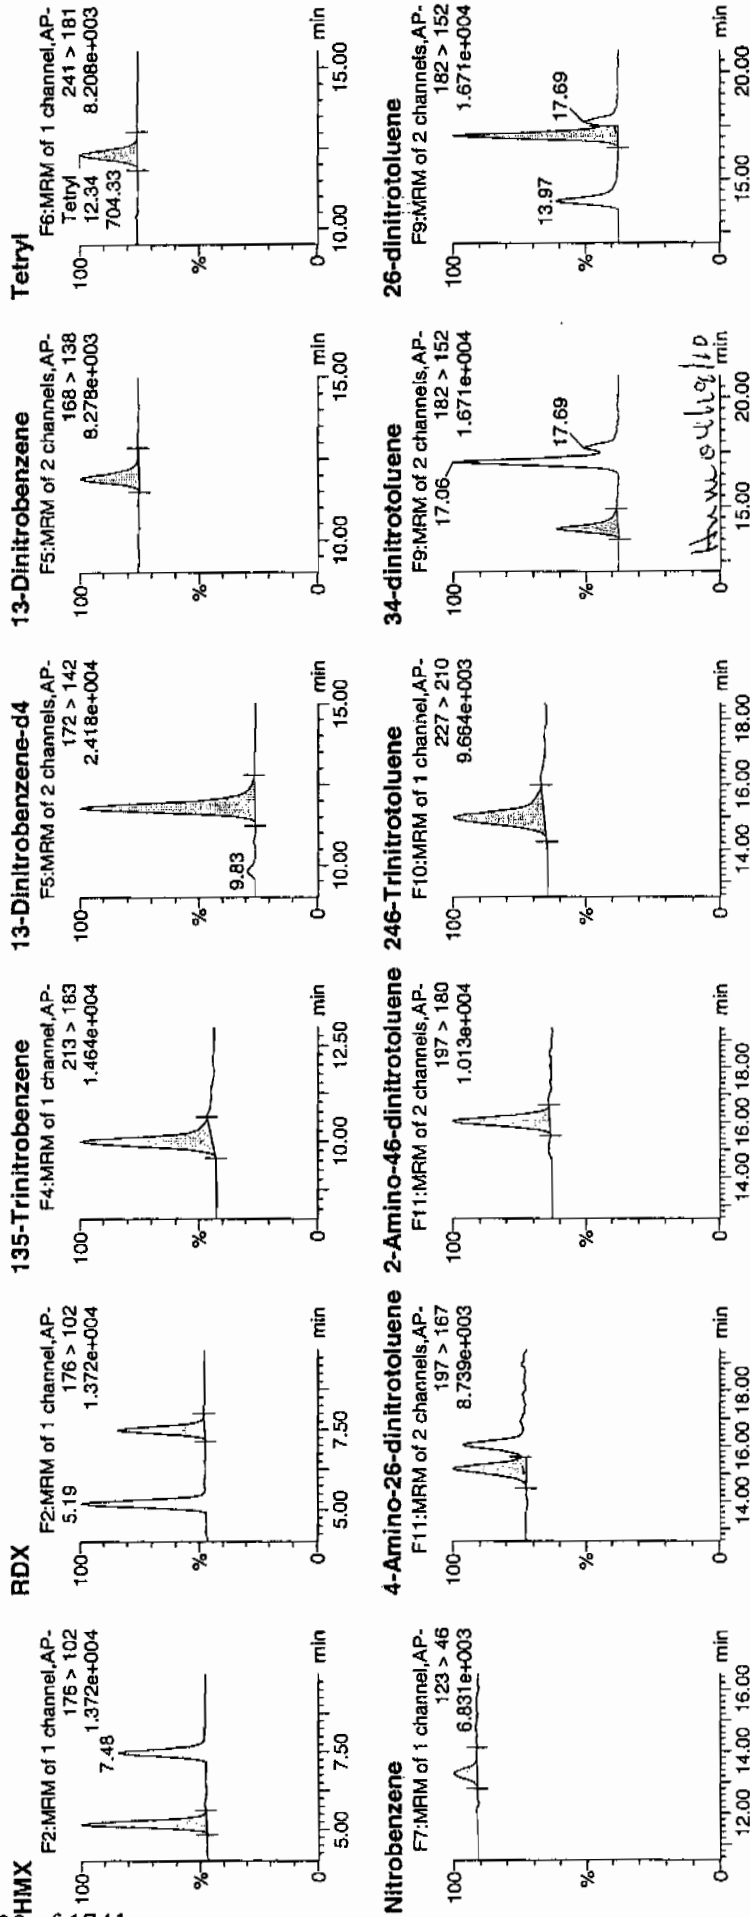 HMX
F2:MRM of 1 channel,AP-
176 > 102
1.372e+004
100
7.48
%
0
5.00
7.50
min
RDX
F2:MRM of 1 channel,AP-
176 > 102
1.372e+004
100
5.19
%
0
5.00
7.50
min
135-Trinitrobenzene
F4:MRM of 1 channel,AP-
213 > 183
1.464e+004
100
%
0
10.00
12.50
min
13-Dinitrobenzene-d4
F5:MRM of 2 channels,AP-
172 > 142
2.418e+004
100
9.83
%
0
10.00
15.00
min
13-Dinitrobenzene
F5:MRM of 2 channels,AP-
168 > 138
8.278e+003
100
%
0
10.00
15.00
min
Tetryl
F6:MRM of 1 channel,AP-
241 > 181
8.208e+003
100
Tetryl
12.34
704.33
%
0
10.00
15.00
min
Nitrobenzene
F7:MRM of 1 channel,AP-
123 > 46
6.831e+003
100
%
0
12.00
14.00
16.00
min
4-Amino-26-dinitrotoluene
F11:MRM of 2 channels,AP-
197 > 167
8.739e+003
100
%
0
14.00
16.00
18.00
min
2-Amino-46-dinitrotoluene
F11:MRM of 2 channels,AP-
197 > 180
1.013e+004
100
%
0
14.00
16.00
18.00
min
246-Trinitrotoluene
F10:MRM of 1 channel,AP-
227 > 210
9.664e+003
100
%
0
14.00
16.00
18.00
min
34-dinitrotoluene
F9:MRM of 2 channels,AP-
182 > 152
1.671e+004
100
17.06
17.69
%
0
15.00
20.00
min
26-dinitrotoluene
F9:MRM of 2 channels,AP-
182 > 152
1.671e+004
100
13.97
17.69
%
0
15.00
20.00
min